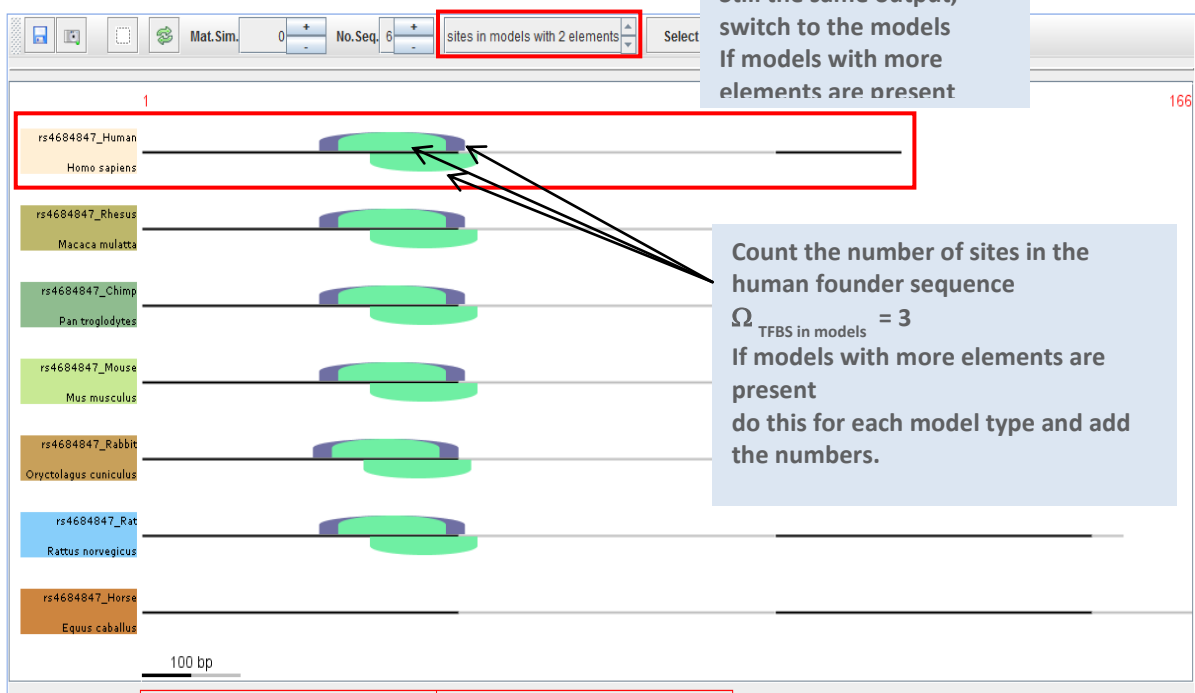 Still the same output,
switch to the models
If models with more
elements are present
Mat.Sim. 0 + - No.Seq. 6 + - sites in models with 2 elements Select
1 166
rs4684847_Human
Homo sapiens
rs4684847_Rhesus
Macaca mulatta
rs4684847_Chimp
Pan troglodytes
rs4684847_Mouse
Mus musculus
rs4684847_Rabbit
Oryctolagus cuniculus
rs4684847_Rat
Rattus norvegicus
rs4684847_Horse
Equus caballus
100 bp
Count the number of sites in the
human founder sequence
Ω TFBS in models = 3
If models with more elements are
present
do this for each model type and add
the numbers.